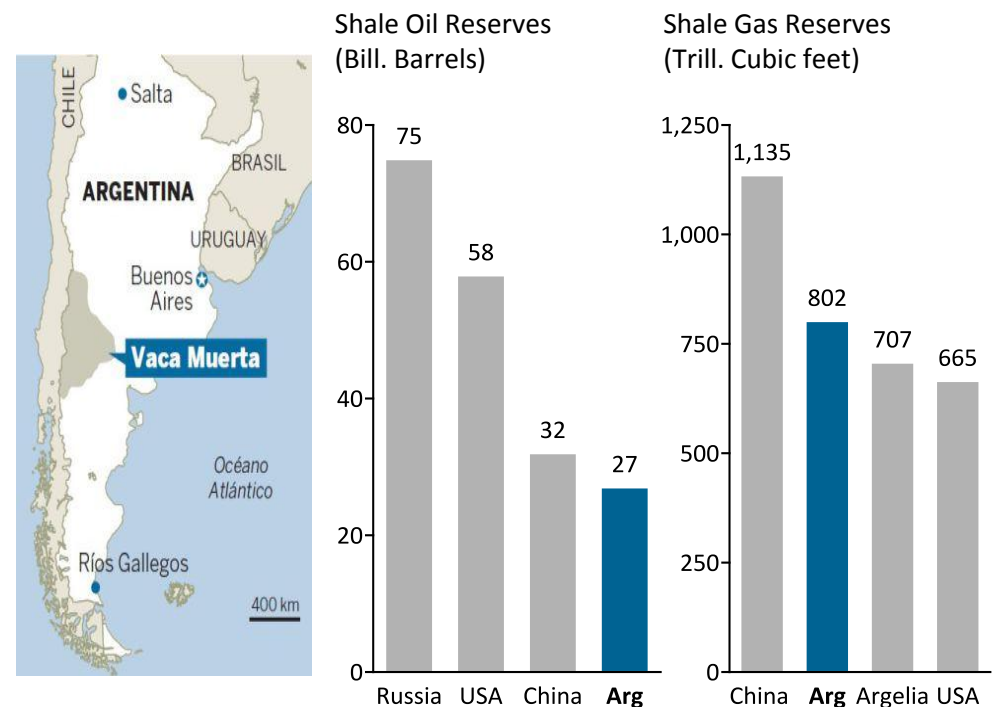 Shale Oil Reserves
(Bill. Barrels)
Shale Gas Reserves
(Trill. Cubic feet)
CHILE
Salta
BRASIL
ARGENTINA
URUGUAY
Buenos
Aires
Vaca Muerta
Océano
Atlántico
Ríos Gallegos
400 km
80
60
40
20
0
75
58
32
27
Russia USA China Arg
1,250
1,000
750
500
250
0
1,135
802
707
665
China Arg Argelia USA